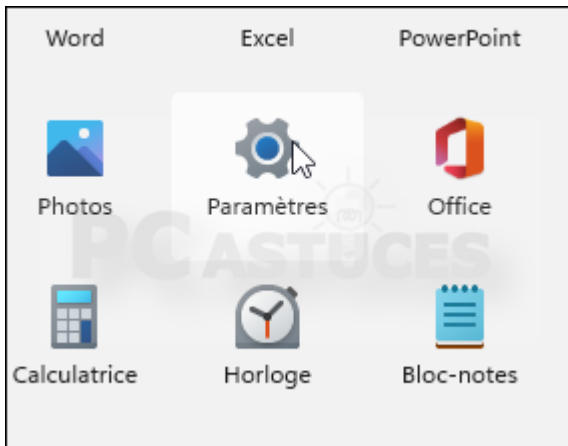 Word Excel PowerPoint
Photos Paramètres Office
PC ASTUCES
Calculatrice Horloge Bloc-notes